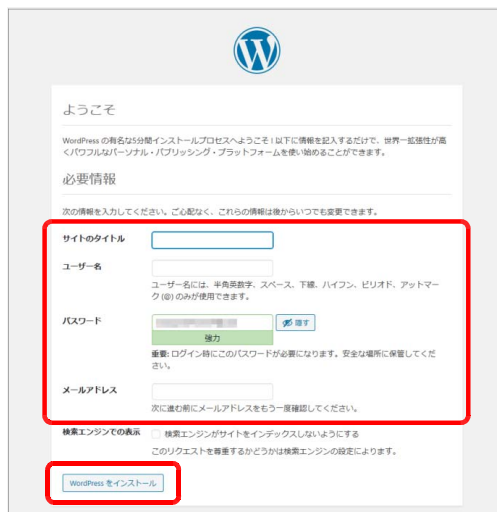 ようこそ
WordPress の有名な5分間インストールプロセスへようこそ ! 以下に情報を記入するだけで、世界一拡張性が高
くパワフルなパーソナル・パブリッシング・プラットフォームを使い始めることができます。
必要情報
次の情報を入力してください。ご心配なく、これらの情報は後からいつでも変更できます。
サイトのタイトル
ユーザー名
ユーザー名には、半角英数字、スペース、下線、ハイフン、ピリオド、アットマー
ク (@) のみが使用できます。
パスワード
隠す
強力
重要: ログイン時にこのパスワードが必要になります。安全な場所に保管してくだ
さい。
メールアドレス
次に進む前にメールアドレスをもう一度確認してください。
検索エンジンでの表示 検索エンジンがサイトをインデックスしないようにする
このリクエストを尊重するかどうかは検索エンジンの設定によります。
WordPress をインストール